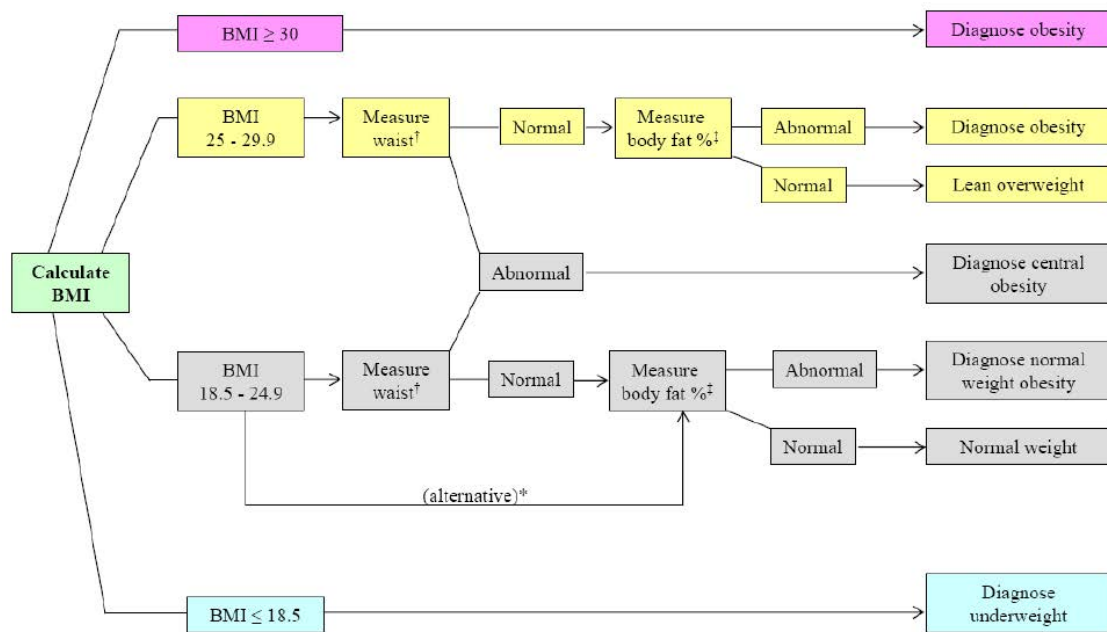 BMI ≥ 30
Diagnose obesity
BMI
25 - 29.9
Measure
waist†
Normal
Measure
body fat %‡
Abnormal
Diagnose obesity
Normal
Lean overweight
Calculate
BMI
Abnormal
Diagnose central
obesity
BMI
18.5 - 24.9
Measure
waist†
Normal
Measure
body fat %‡
Abnormal
Diagnose normal
weight obesity
Normal
Normal weight
(alternative)*
BMI ≤ 18.5
Diagnose
underweight